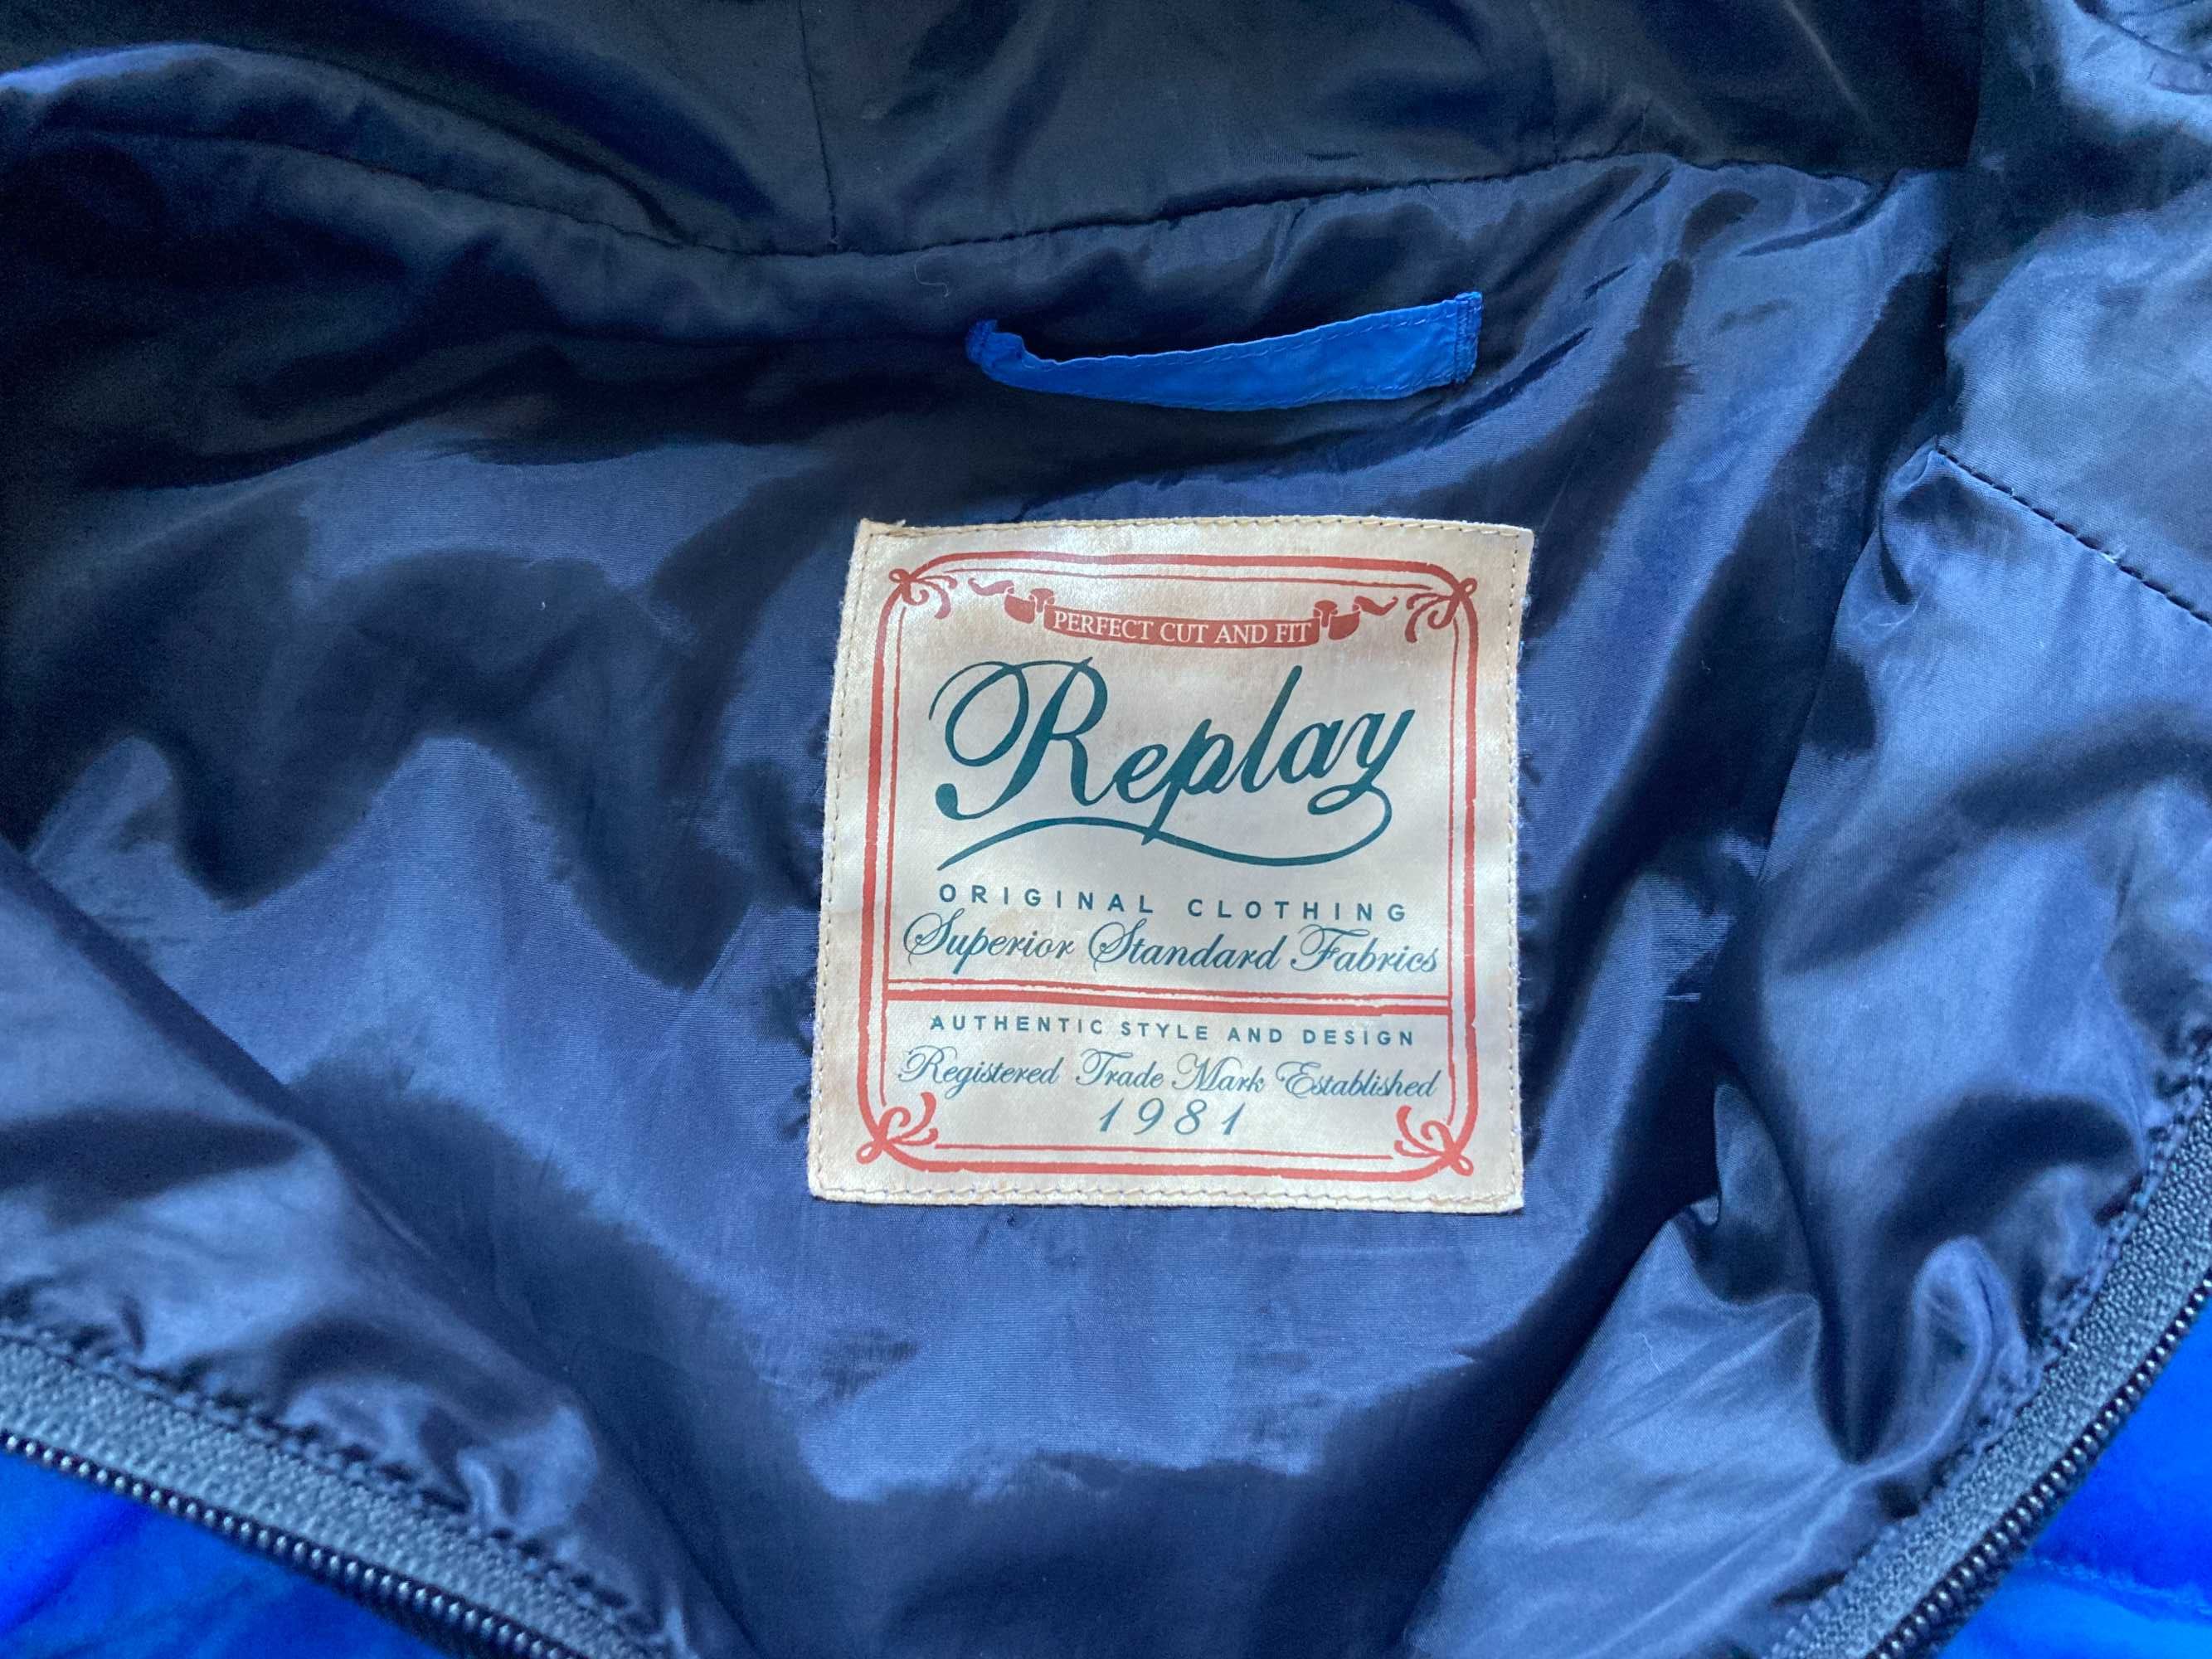 PERFECT CUT AND FIT
Replay
ORIGINAL CLOTHING
Superior Standard Fabrics
AUTHENTIC STYLE AND DESIGN
Registered Trade Mark Established
1981